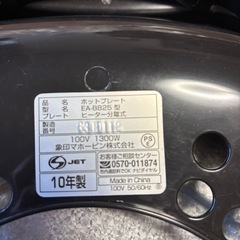 品名 ホットプレート
型名 EA-BB25 型
プレート ヒーター分離式
製造
番号
100V 1300W
象印マホービン株式会社
PS
E
S JET
お客様ご相談センター
0570-011874
10年製
Made in China
100V 50/60Hz